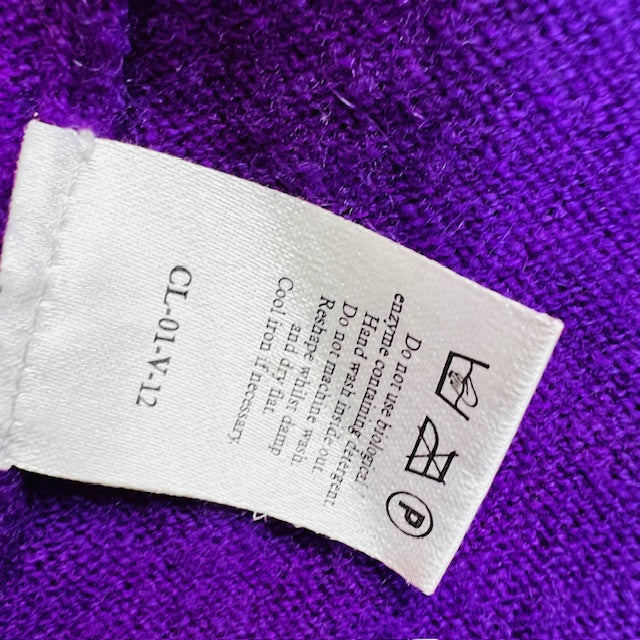 P
Do not use biological
enzyme containing deterent
Hand wash inside out
Do not machine wash
Reshape whilst damp
and dry flat
Cool Iron if necessary
CL-01-V-12